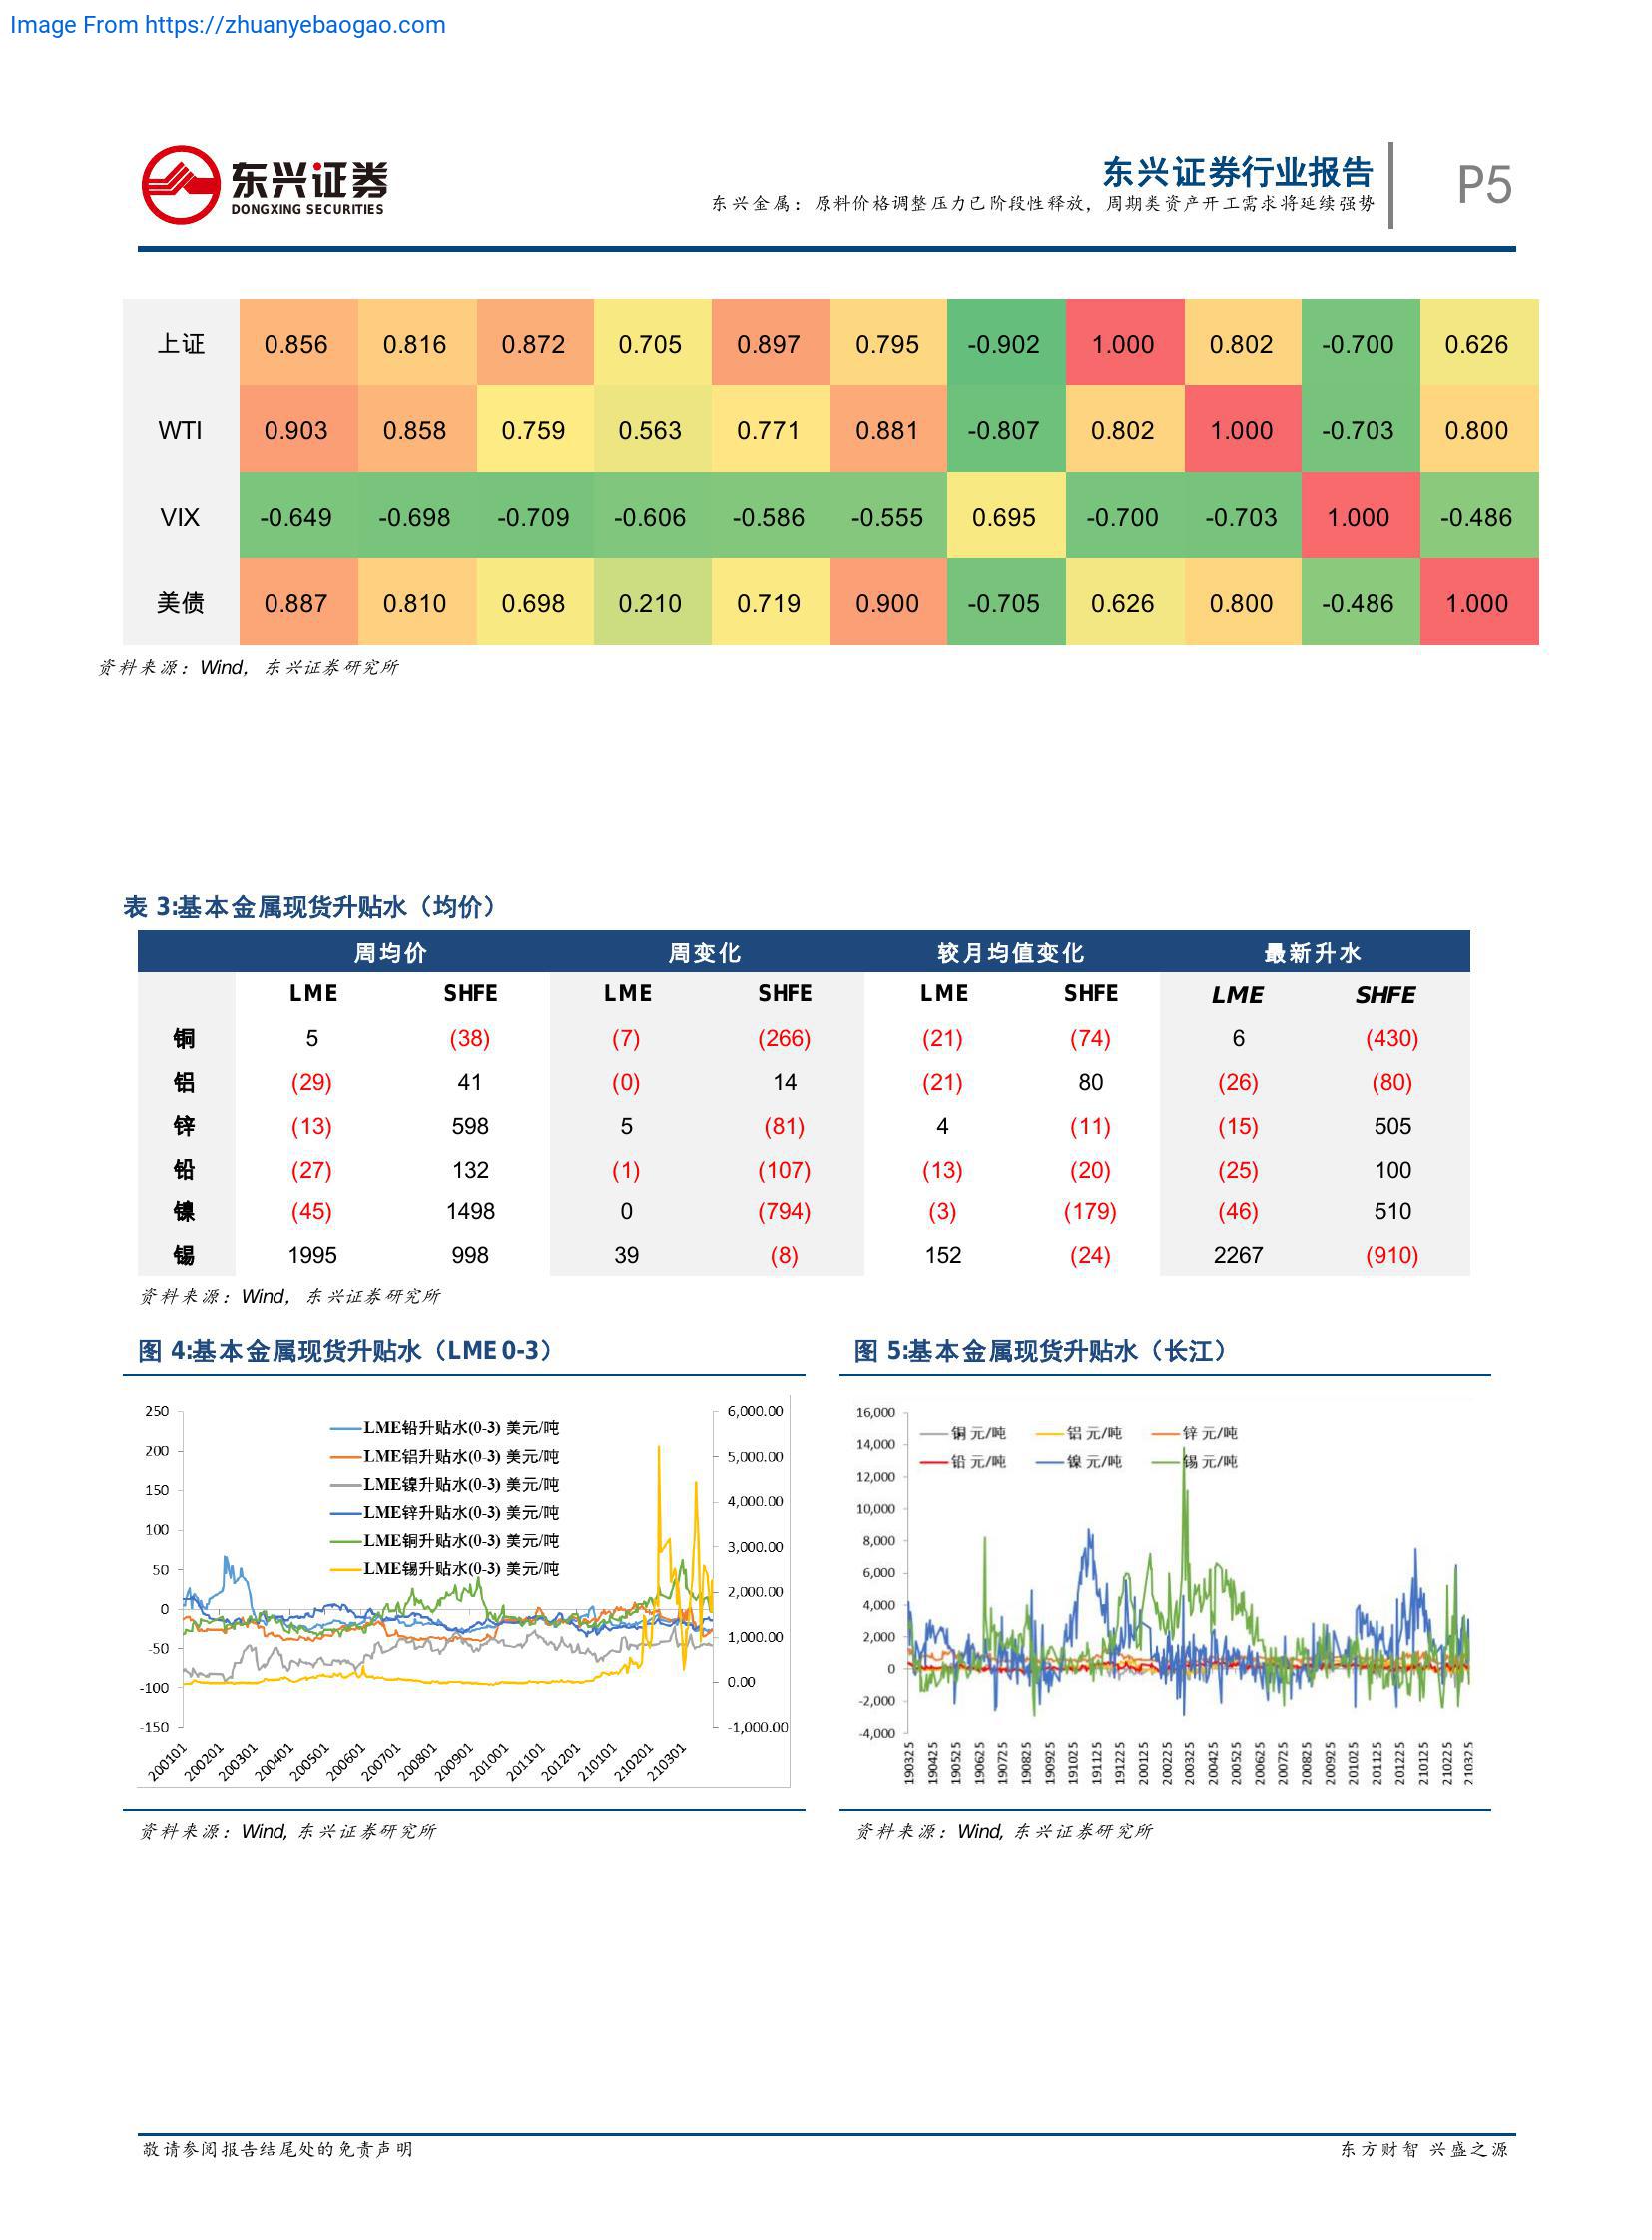 Image From https://zhuanyebaogao.com
东兴证券
DONGXING SECURITIES
东兴证券行业报告
东兴金属：原料价格调整压力已阶段性释放，周期类资产开工需求将延续强势
P5
上证 0.856 0.816 0.872 0.705 0.897 0.795 -0.902 1.000 0.802 -0.700 0.626
WTI 0.903 0.858 0.759 0.563 0.771 0.881 -0.807 0.802 1.000 -0.703 0.800
VIX -0.649 -0.698 -0.709 -0.606 -0.586 -0.555 0.695 -0.700 -0.703 1.000 -0.486
美债 0.887 0.810 0.698 0.210 0.719 0.900 -0.705 0.626 0.800 -0.486 1.000
资料来源：Wind，东兴证券研究所
表 3:基本金属现货升贴水（均价）
周均价 周变化 较月均值变化 最新升水
LME SHFE LME SHFE LME SHFE LME SHFE
铜 5 (38) (7) (266) (21) (74) 6 (430)
铝 (29) 41 (0) 14 (21) 80 (26) (80)
锌 (13) 598 5 (81) 4 (11) (15) 505
铅 (27) 132 (1) (107) (13) (20) (25) 100
镍 (45) 1498 0 (794) (3) (179) (46) 510
锡 1995 998 39 (8) 152 (24) 2267 (910)
资料来源：Wind，东兴证券研究所
图 4:基本金属现货升贴水（LME 0-3）
250
200
150
100
50
0
-50
-100
-150
LME铅升贴水(0-3) 美元/吨
LME铝升贴水(0-3) 美元/吨
LME镍升贴水(0-3) 美元/吨
LME锌升贴水(0-3) 美元/吨
LME铜升贴水(0-3) 美元/吨
LME锡升贴水(0-3) 美元/吨
6,000.00
5,000.00
4,000.00
3,000.00
2,000.00
1,000.00
0.00
-1,000.00
200101 200201 200301 200401 200501 200601 200701 200801 200901 201001 201101 201201 210101 210201 210301
资料来源：Wind, 东兴证券研究所
图 5:基本金属现货升贴水（长江）
16,000
14,000
12,000
10,000
8,000
6,000
4,000
2,000
0
-2,000
-4,000
铜 元/吨 铝 元/吨 锌 元/吨
铅 元/吨 镍 元/吨 锡 元/吨
190325 190425 190525 190625 190725 190825 190925 191025 191125 191225 200125 200225 200325 200425 200525 200625 200725 200825 200925 201025 201125 201225 210125 210225 210325
资料来源：Wind, 东兴证券研究所
敬请参阅报告结尾处的免责声明
东方财智 兴盛之源